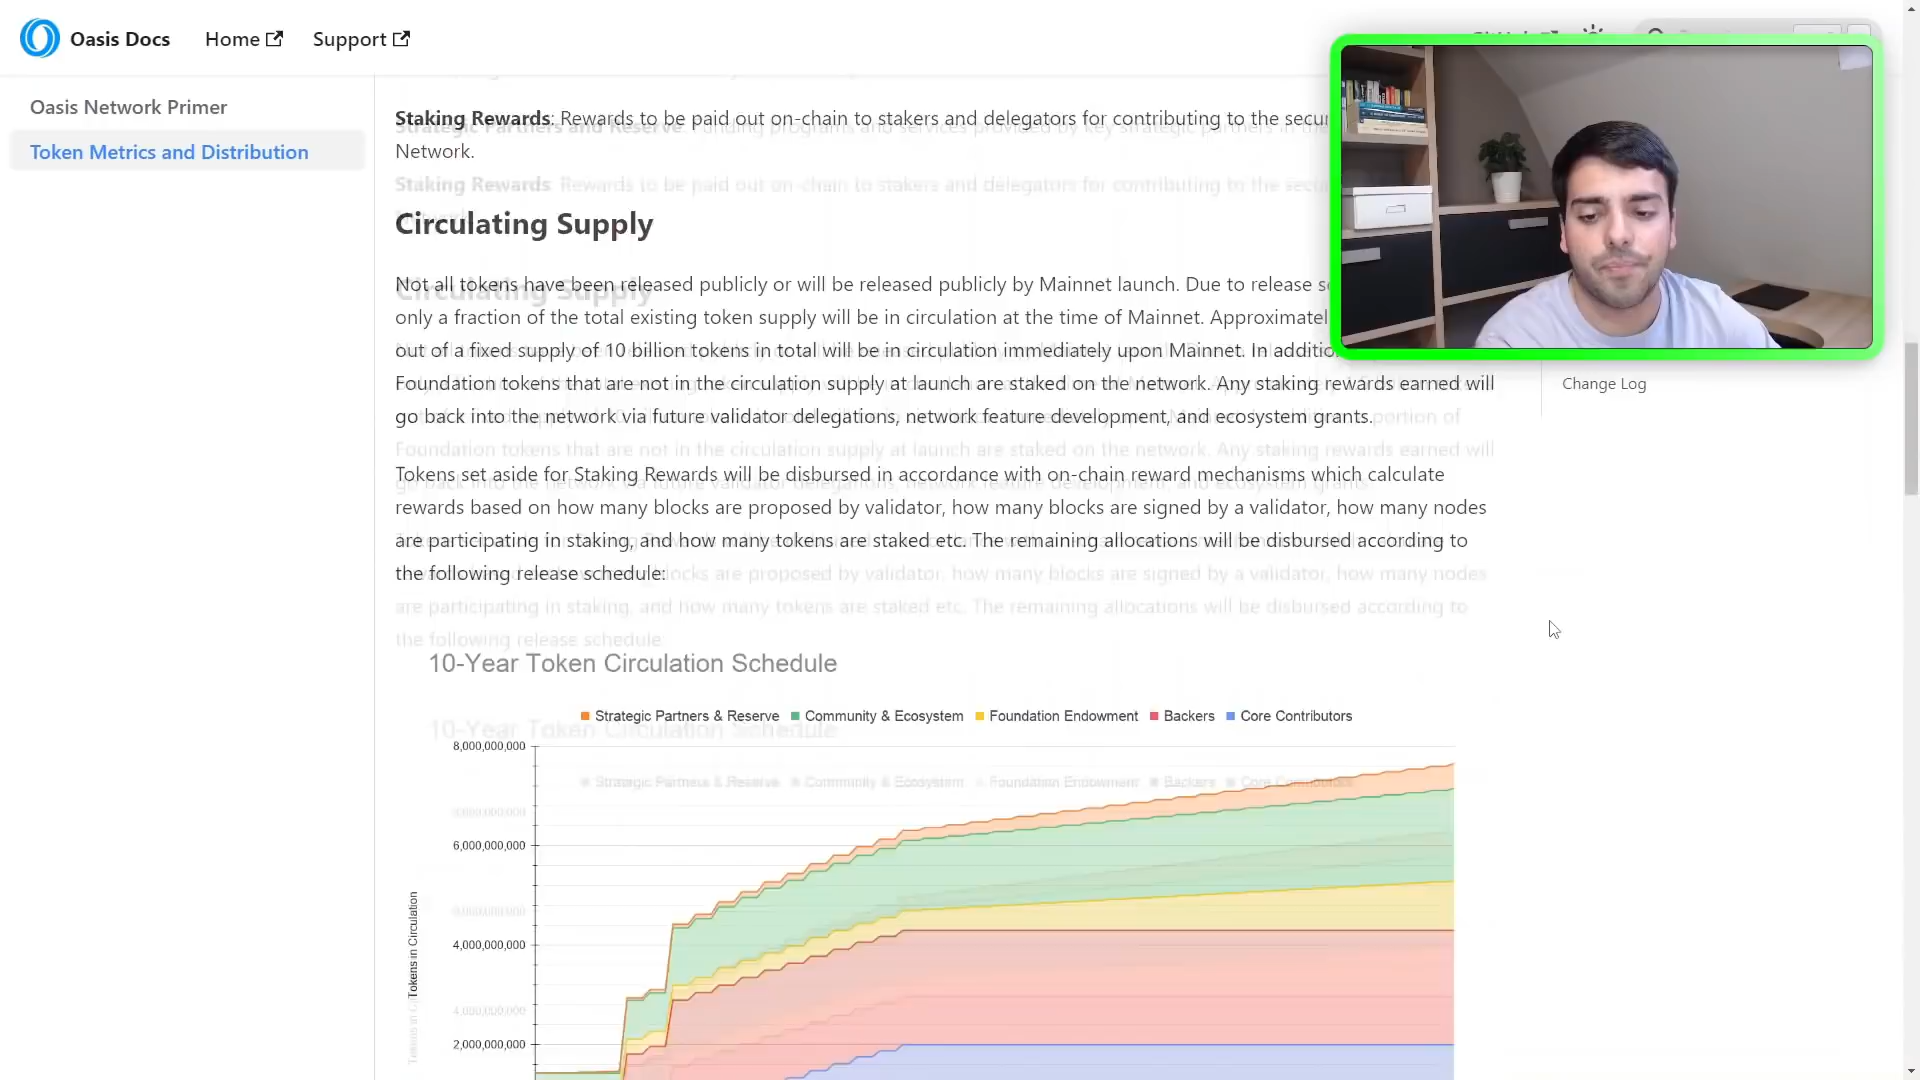 Oasis Docs
Home
Support
Oasis Network Primer
Token Metrics and Distribution
Staking Rewards: Rewards to be paid out on-chain to stakers and delegators for contributing to the
Network.
Circulating Supply
Not all tokens have been released publicly or will be released publicly by Mainnet launch. Due to release
only a fraction of the total existing token supply will be in circulation at the time of Mainnet.
out of a fixed supply of 10 billion tokens in total will be in circulation immediately upon Mainnet. In
Foundation tokens that are not in the circulation supply at launch are staked on the network. Any staking rewards earned will
go back into the network via future validator delegations, network feature development, and ecosystem grants.
Change Log
Tokens set aside for Staking Rewards will be disbursed in accordance with on-chain reward mechanisms which calculate
rewards based on how many blocks are proposed by validator, how many blocks are signed by a validator, how many nodes
are participating in staking, and how many tokens are staked etc. The remaining allocations will be disbursed according to
the following release schedule:
10-Year Token Circulation Schedule
Strategic Partners & Reserve Community & Ecosystem Foundation Endowment Backers Core Contributors
8,000,000,000
6,000,000,000
4,000,000,000
2,000,000,000
Tokens in Circulation